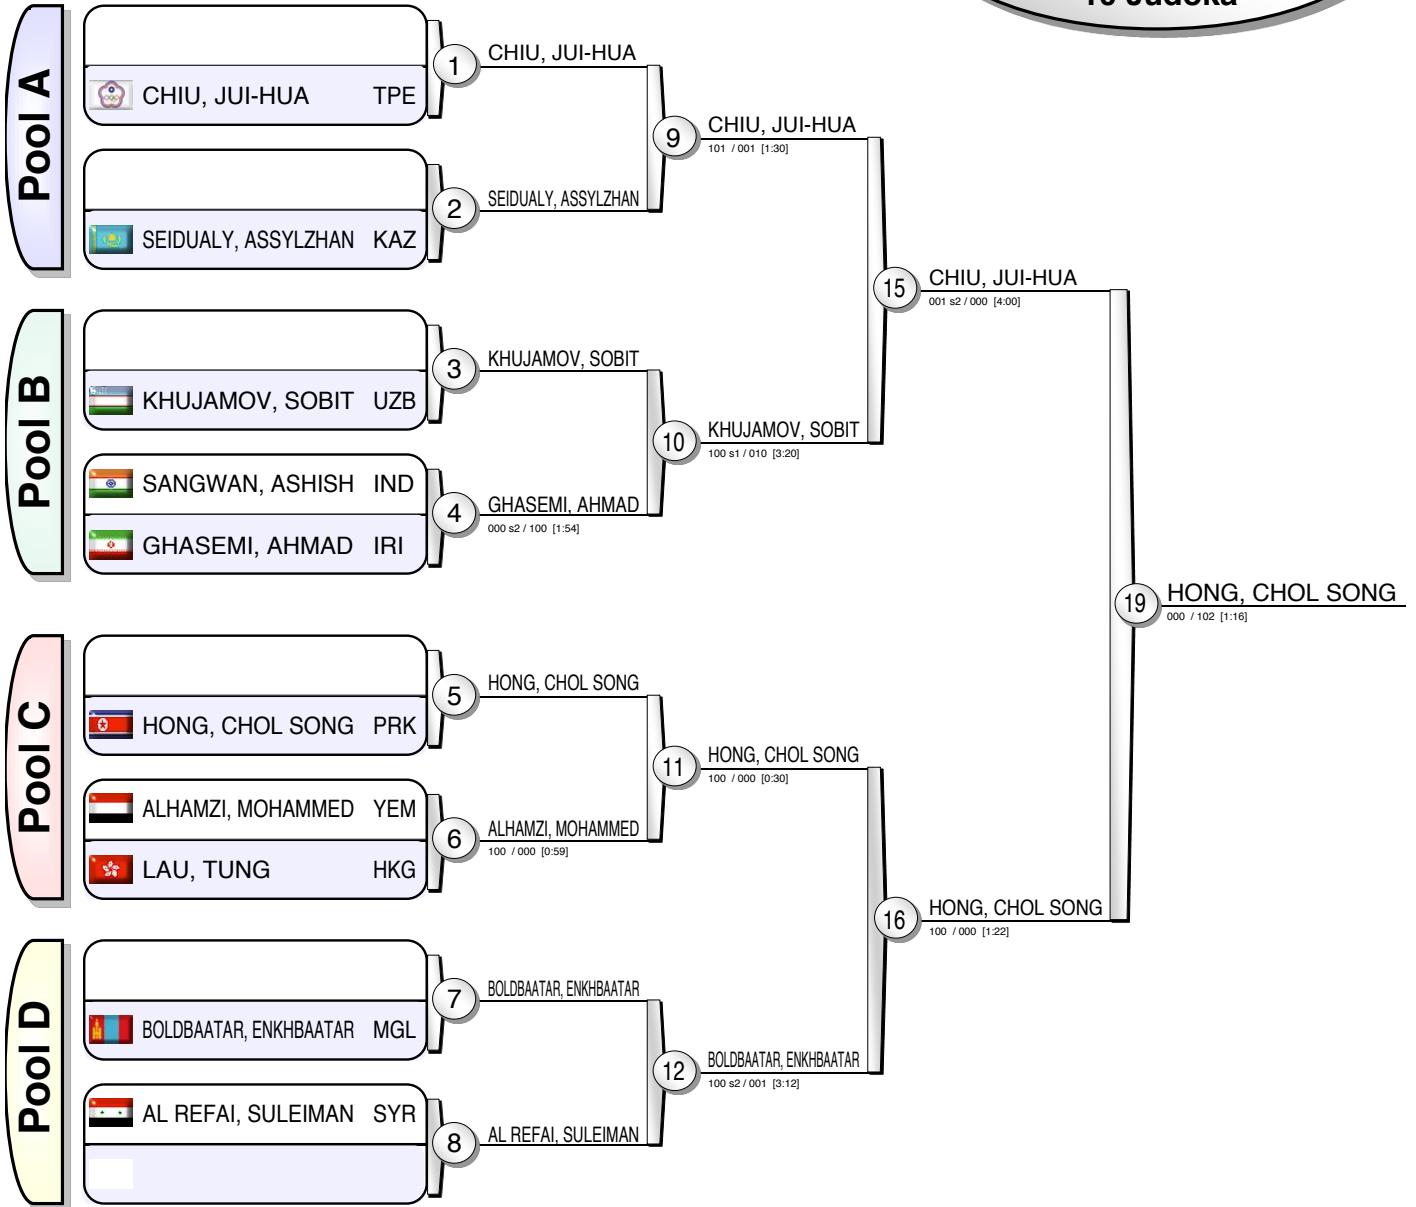 10 Judoka
Pool A
CHIU, JUI-HUA TPE
SEIDUALY, ASSYLZHAN KAZ
1
CHIU, JUI-HUA
2
SEIDUALY, ASSYLZHAN
9
CHIU, JUI-HUA
101 / 001 [1:30]
Pool B
KHUJAMOV, SOBIT UZB
SANGWAN, ASHISH IND
GHASEMI, AHMAD IRI
3
KHUJAMOV, SOBIT
4
GHASEMI, AHMAD
000 s2 / 100 [1:54]
10
KHUJAMOV, SOBIT
100 s1 / 010 [3:20]
15
CHIU, JUI-HUA
001 s2 / 000 [4:00]
Pool C
HONG, CHOL SONG PRK
ALHAMZI, MOHAMMED YEM
LAU, TUNG HKG
5
HONG, CHOL SONG
6
ALHAMZI, MOHAMMED
100 / 000 [0:59]
11
HONG, CHOL SONG
100 / 000 [0:30]
Pool D
BOLDBAATAR, ENKHBAATAR MGL
AL REFAI, SULEIMAN SYR
7
BOLDBAATAR, ENKHBAATAR
8
AL REFAI, SULEIMAN
12
BOLDBAATAR, ENKHBAATAR
100 s2 / 001 [3:12]
16
HONG, CHOL SONG
100 / 000 [1:22]
19
HONG, CHOL SONG
000 / 102 [1:16]